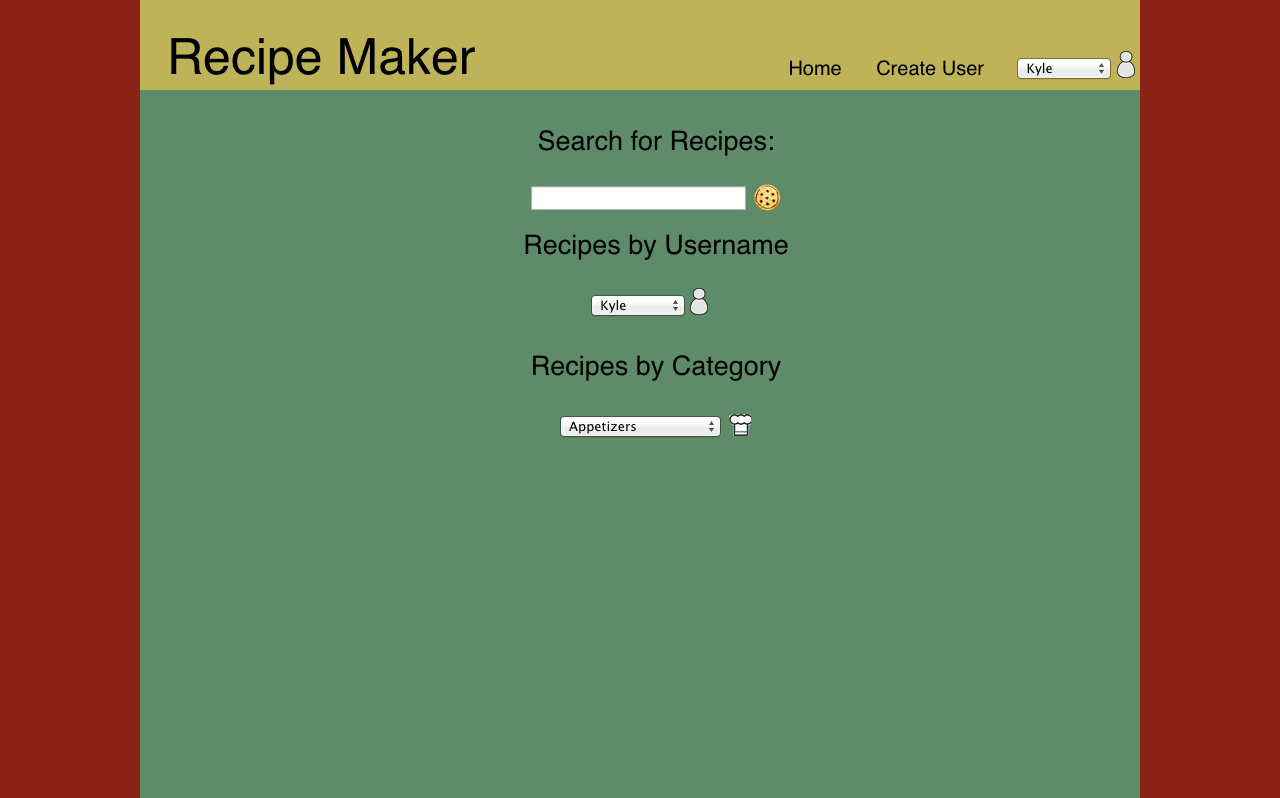 Recipe Maker
Home Create User Kyle
Search for Recipes:
Recipes by Username
Kyle
Recipes by Category
Appetizers